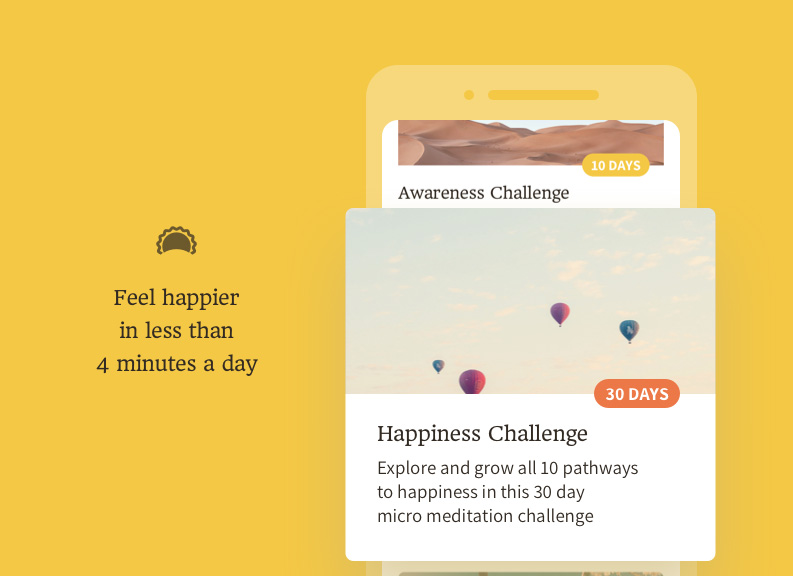 10 DAYS
Awareness Challenge
Feel happier
in less than
4 minutes a day
30 DAYS
Happiness Challenge
Explore and grow all 10 pathways
to happiness in this 30 day
micro meditation challenge